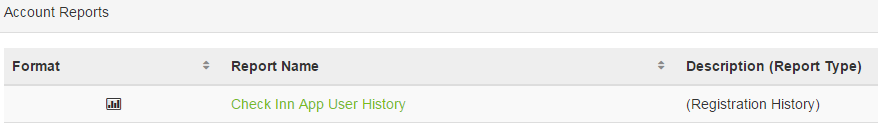 Account Reports
Format Report Name Description (Report Type)
Check Inn App User History (Registration History)